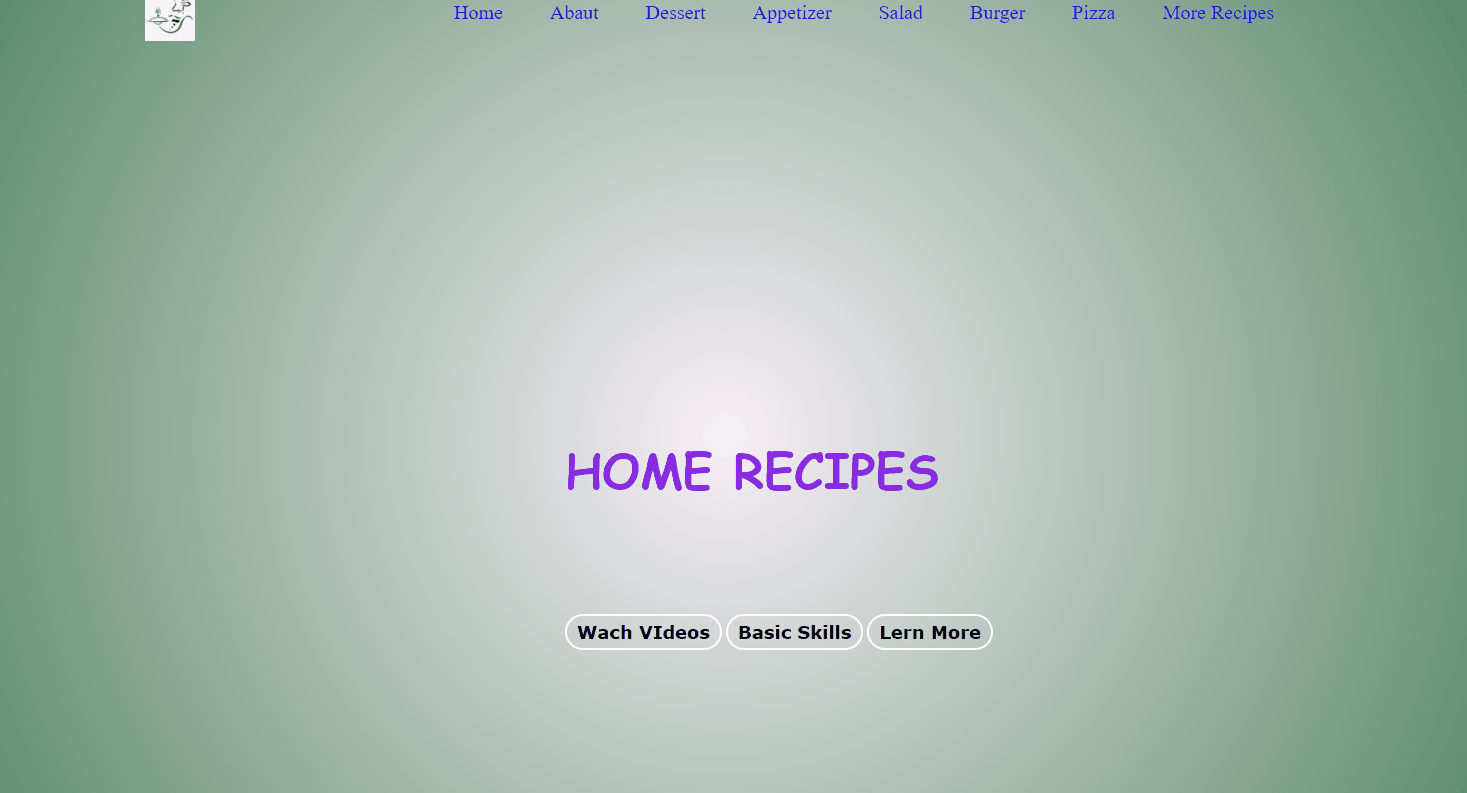 Home Abaut Dessert Appetizer Salad Burger Pizza More Recipes
HOME RECIPES
Wach VIdeos Basic Skills Lern More